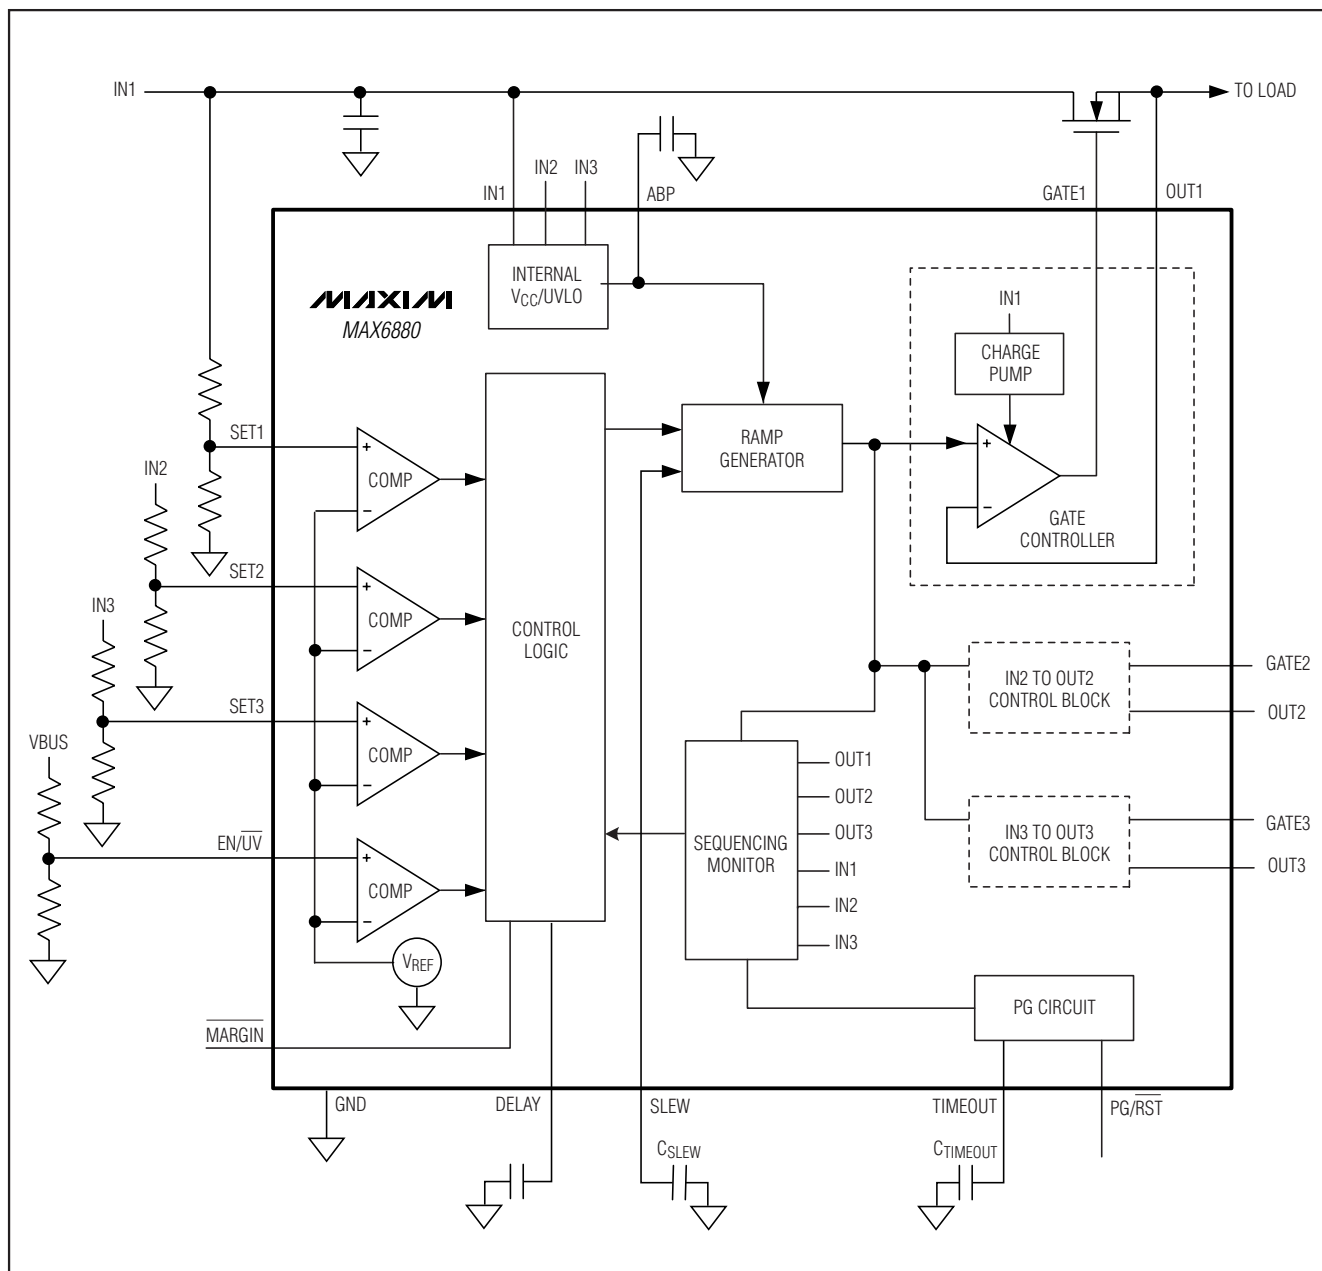 IN1
TO LOAD
IN2
IN3
IN1
ABP
GATE1
OUT1
INTERNAL
VCC/UVLO
MAXIM
MAX6880
IN1
CHARGE
PUMP
SET1
COMP
+
−
RAMP
GENERATOR
+
−
GATE
CONTROLLER
IN2
SET2
COMP
+
−
CONTROL
LOGIC
IN3
IN2 TO OUT2
CONTROL BLOCK
GATE2
OUT2
SET3
COMP
+
−
VBUS
SEQUENCING
MONITOR
OUT1
OUT2
OUT3
IN1
IN2
IN3
IN3 TO OUT3
CONTROL BLOCK
GATE3
OUT3
EN/U̅V̅
COMP
+
−
VREF
PG CIRCUIT
M̅A̅R̅G̅I̅N̅
GND
DELAY
SLEW
TIMEOUT
PG/R̅S̅T̅
CSLEW
CTIMEOUT